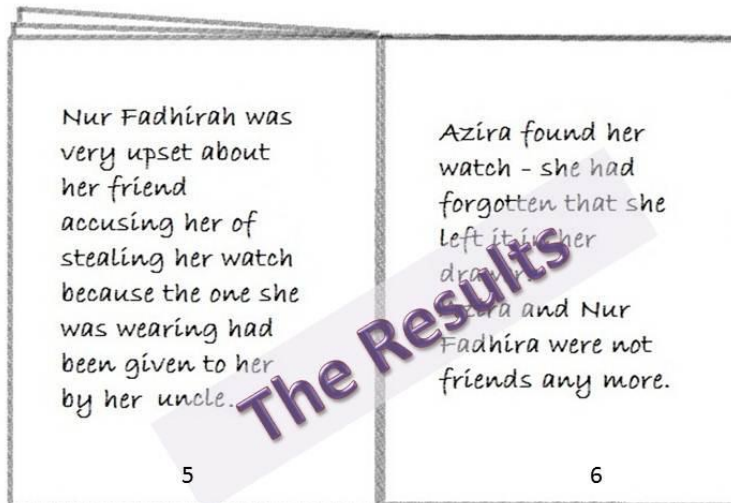 Nur Fadhirah was
very upset about
her friend
accusing her of
stealing her watch
because the one she
was wearing had
been given to her
by her uncle.
5
Azira found her
watch - she had
forgotten that she
left it in her
drawer.
Azira and Nur
Fadhira were not
friends any more.
6
The Results